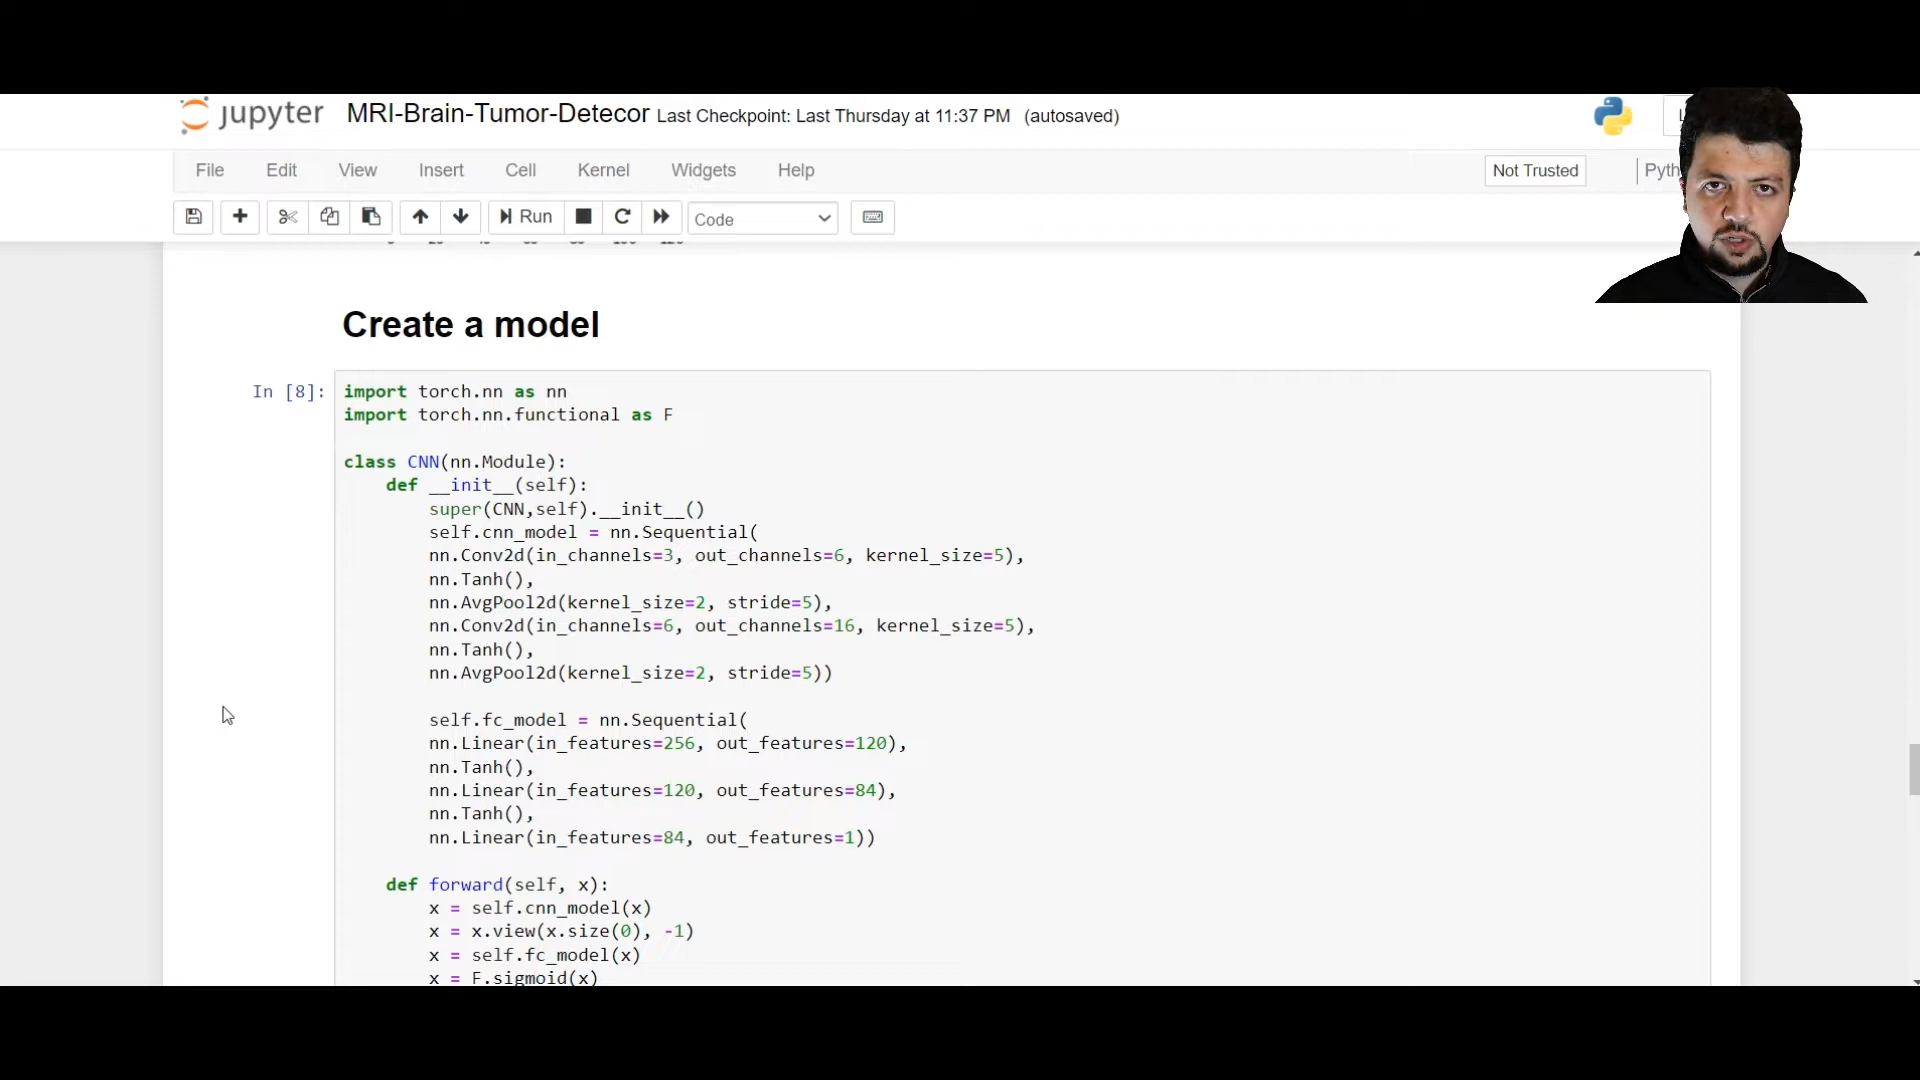 jupyter MRI-Brain-Tumor-Detecor Last Checkpoint: Last Thursday at 11:37 PM (autosaved)
File Edit View Insert Cell Kernel Widgets Help Not Trusted
Run Code
Create a model
In [8]: import torch.nn as nn
import torch.nn.functional as F
class CNN(nn.Module):
def __init__(self):
super(CNN,self).__init__()
self.cnn_model = nn.Sequential(
nn.Conv2d(in_channels=3, out_channels=6, kernel_size=5),
nn.Tanh(),
nn.AvgPool2d(kernel_size=2, stride=5),
nn.Conv2d(in_channels=6, out_channels=16, kernel_size=5),
nn.Tanh(),
nn.AvgPool2d(kernel_size=2, stride=5))
self.fc_model = nn.Sequential(
nn.Linear(in_features=256, out_features=120),
nn.Tanh(),
nn.Linear(in_features=120, out_features=84),
nn.Tanh(),
nn.Linear(in_features=84, out_features=1))
def forward(self, x):
x = self.cnn_model(x)
x = x.view(x.size(0), -1)
x = self.fc_model(x)
x = F.sigmoid(x)